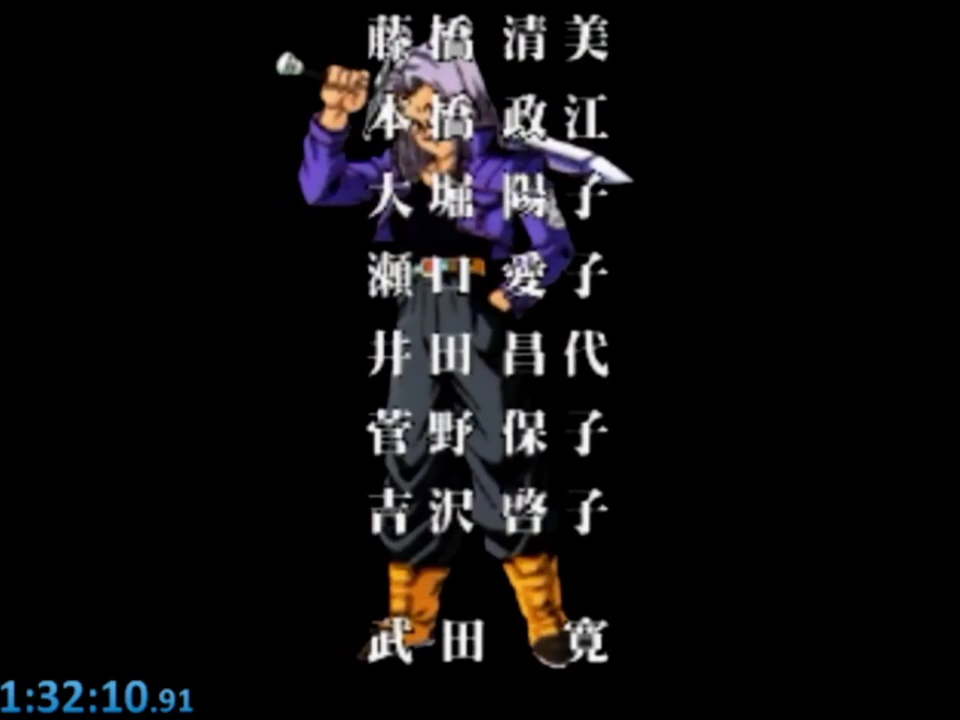 藤橋 清美
本橋 政江
大堀 陽子
瀬口 愛子
井田 昌代
菅野 保子
吉沢 啓子
武田 寛
1:32:10.91